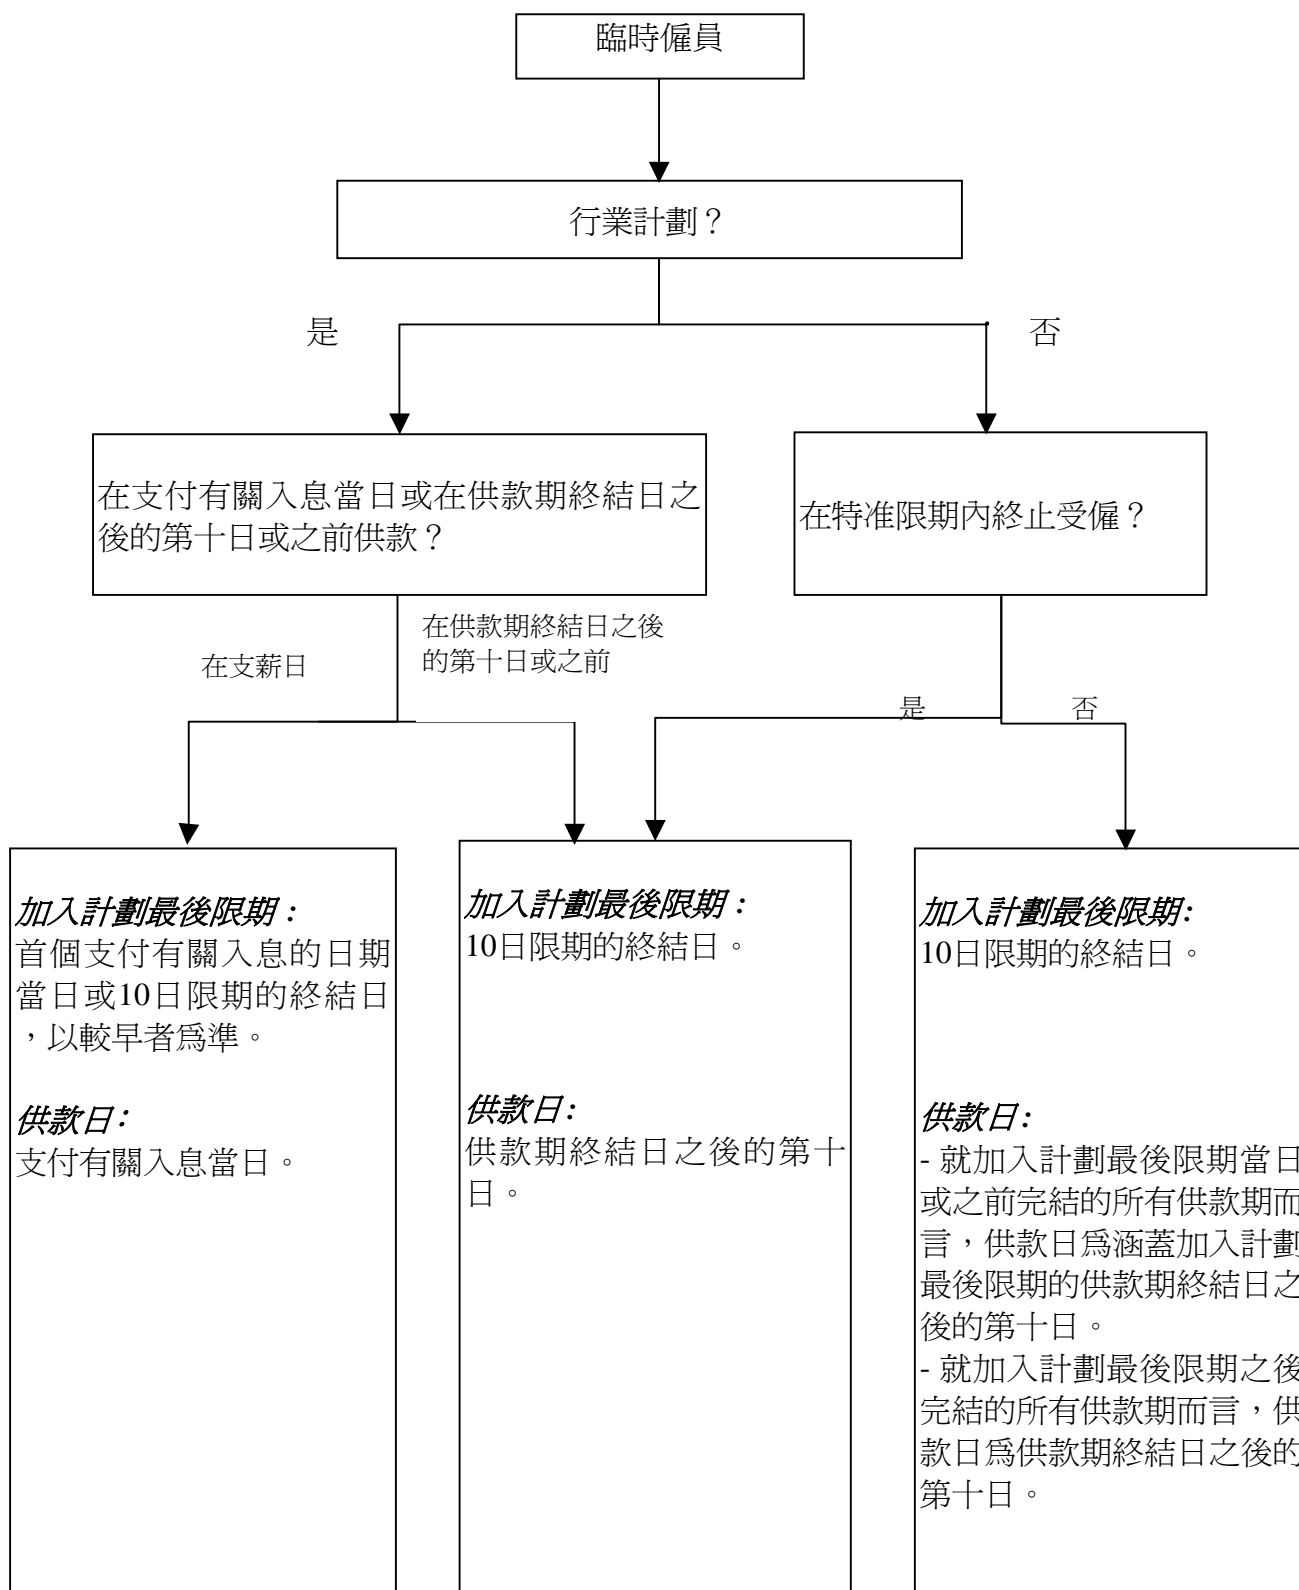 臨時僱員
行業計劃？
是
否
在支付有關入息當日或在供款期終結日之
後的第十日或之前供款？
在特准限期內終止受僱？
在支薪日
在供款期終結日之後
的第十日或之前
是
否
加入計劃最後限期：
首個支付有關入息的日期
當日或10日限期的終結日
，以較早者爲準。
供款日：
支付有關入息當日。
加入計劃最後限期：
10日限期的終結日。
供款日：
供款期終結日之後的第十
日。
加入計劃最後限期：
10日限期的終結日。
供款日：
- 就加入計劃最後限期當日
或之前完結的所有供款期而
言，供款日爲涵蓋加入計劃
最後限期的供款期終結日之
後的第十日。
- 就加入計劃最後限期之後
完結的所有供款期而言，供
款日爲供款期終結日之後的
第十日。